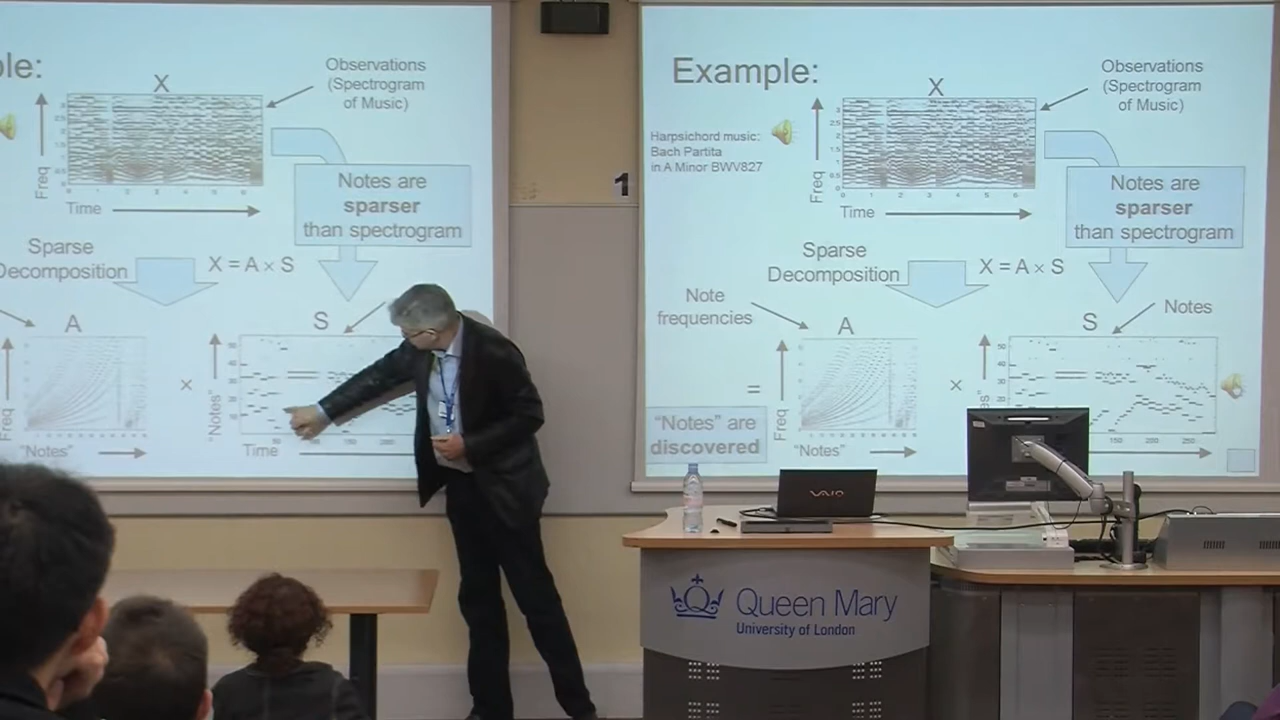 ole:
X
Observations
(Spectrogram
of Music)
Freq
Time
Notes are
sparser
than spectrogram
Sparse
Decomposition
X = A × S
A
S
×
Freq
"Notes"
"Notes"
Time
1
Example:
X
Observations
(Spectrogram
of Music)
Harpsichord music:
Bach Partita
in A Minor BWV827
Freq
Time
Notes are
sparser
than spectrogram
Sparse
Decomposition
X = A × S
Note
frequencies
A
S
Notes
=
×
Freq
"Notes" are
discovered
"Notes"
150 200 250
VAIO
Queen Mary
University of London